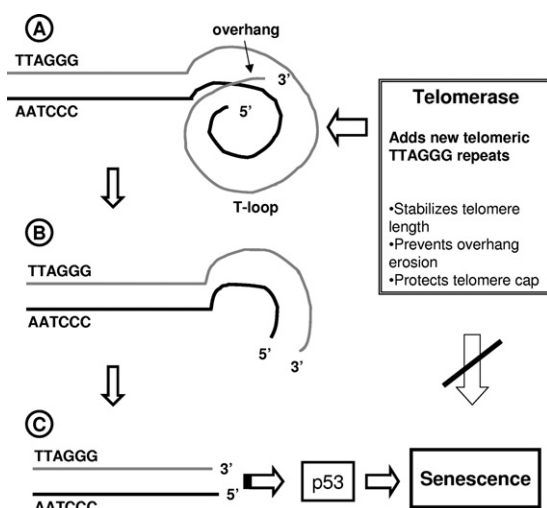 A
overhang
TTAGGG
3’
AATCCC
5’
T-loop
Telomerase
Adds new telomeric
TTAGGG repeats
•Stabilizes telomere
length
•Prevents overhang
erosion
•Protects telomere cap
B
TTAGGG
AATCCC
5’
3’
C
TTAGGG
3’
5’
AATCCC
p53
Senescence